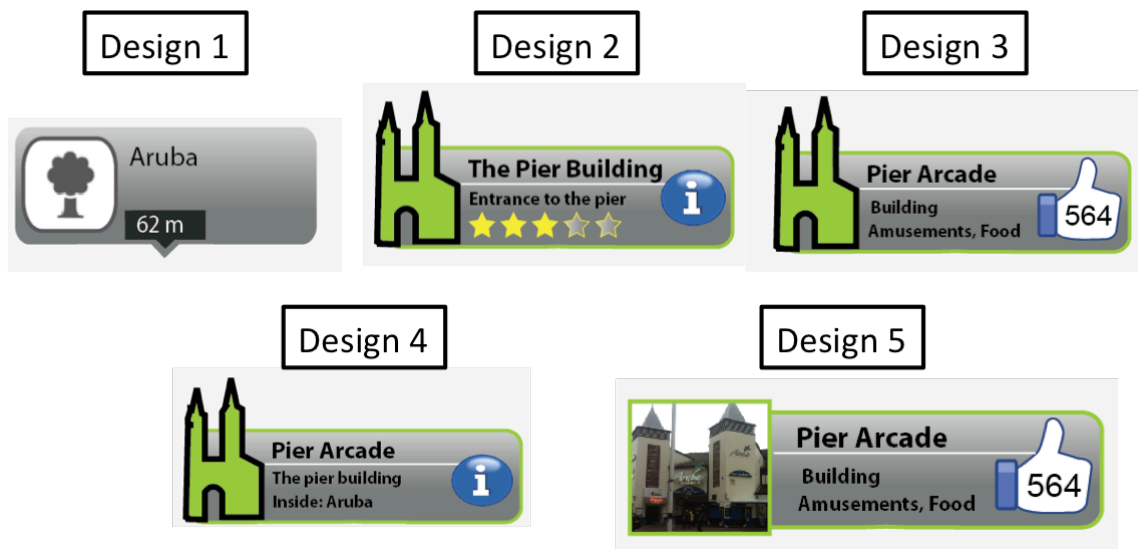 Design 1
Design 2
Design 3
Aruba
62 m
The Pier Building
Entrance to the pier
i
Pier Arcade
Building
Amusements, Food
564
Design 4
Design 5
Pier Arcade
The pier building
Inside: Aruba
i
Pier Arcade
Building
Amusements, Food
564
Aruba